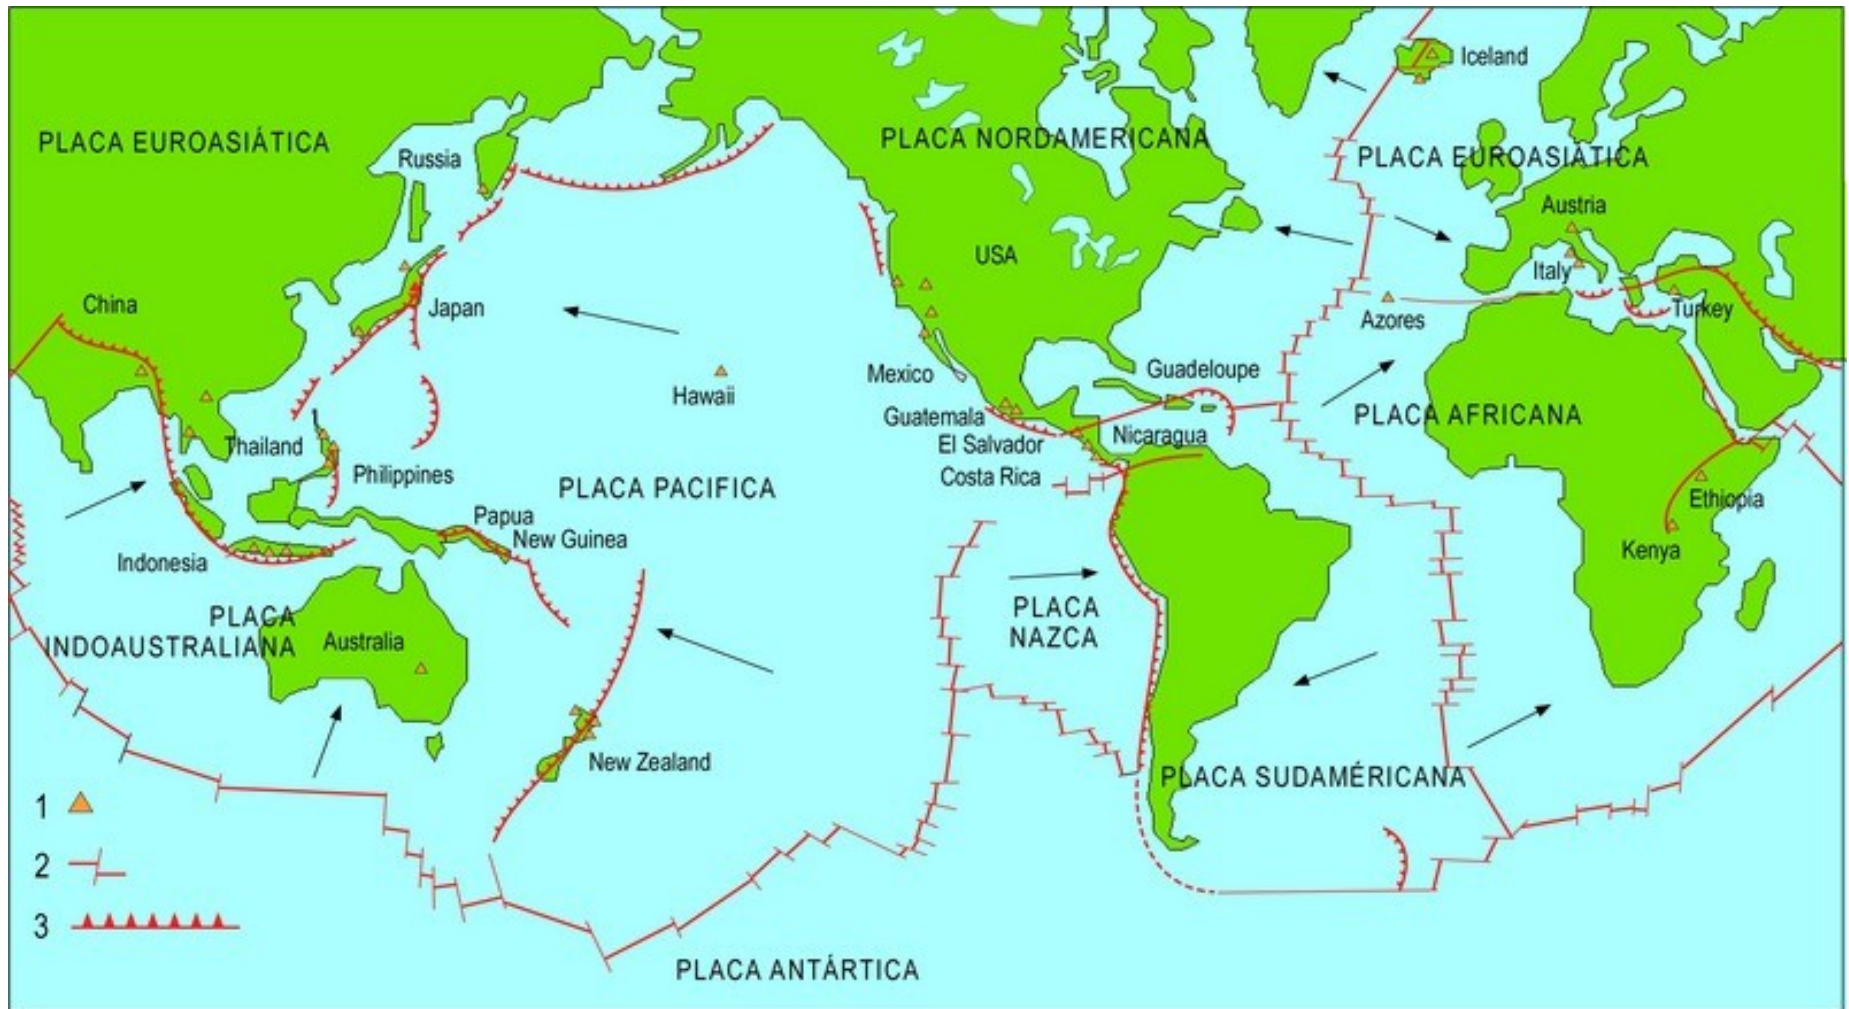 Iceland
PLACA EUROASIÁTICA
PLACA NORDAMERICANA
PLACA EUROASIÁTICA
Russia
Austria
USA
Italy
China
Japan
Azores
Turkey
Mexico
Hawaii
Guadeloupe
Guatemala
PLACA AFRICANA
Thailand
El Salvador
Nicaragua
Philippines
Costa Rica
PLACA PACIFICA
Ethiopia
Papua
New Guinea
Kenya
Indonesia
PLACA
INDOAUSTRALIANA
Australia
PLACA
NAZCA
New Zealand
PLACA SUDAMÉRICANA
1
2
3
PLACA ANTÁRTICA